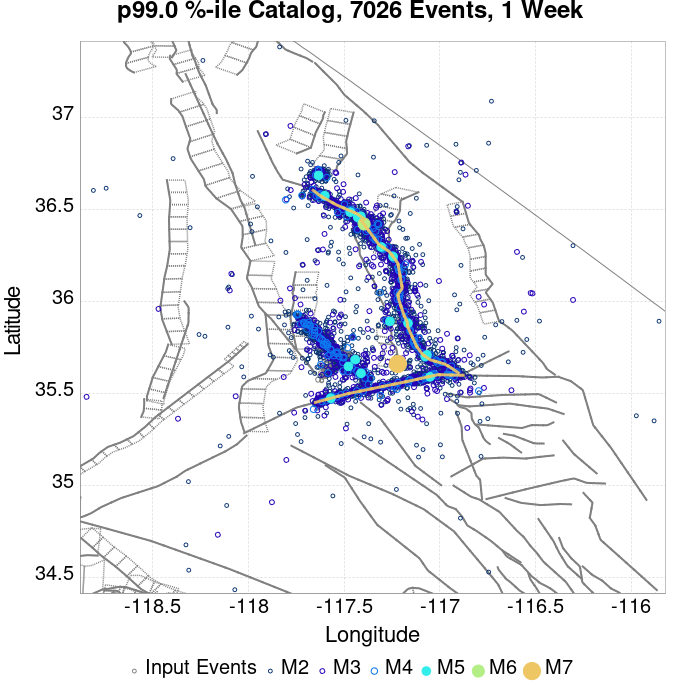 p99.0 %-ile Catalog, 7026 Events, 1 Week
37
36.5
36
35.5
35
34.5
Latitude
-118.5 -118 -117.5 -117 -116.5 -116
Longitude
Input Events M2 M3 M4 M5 M6 M7